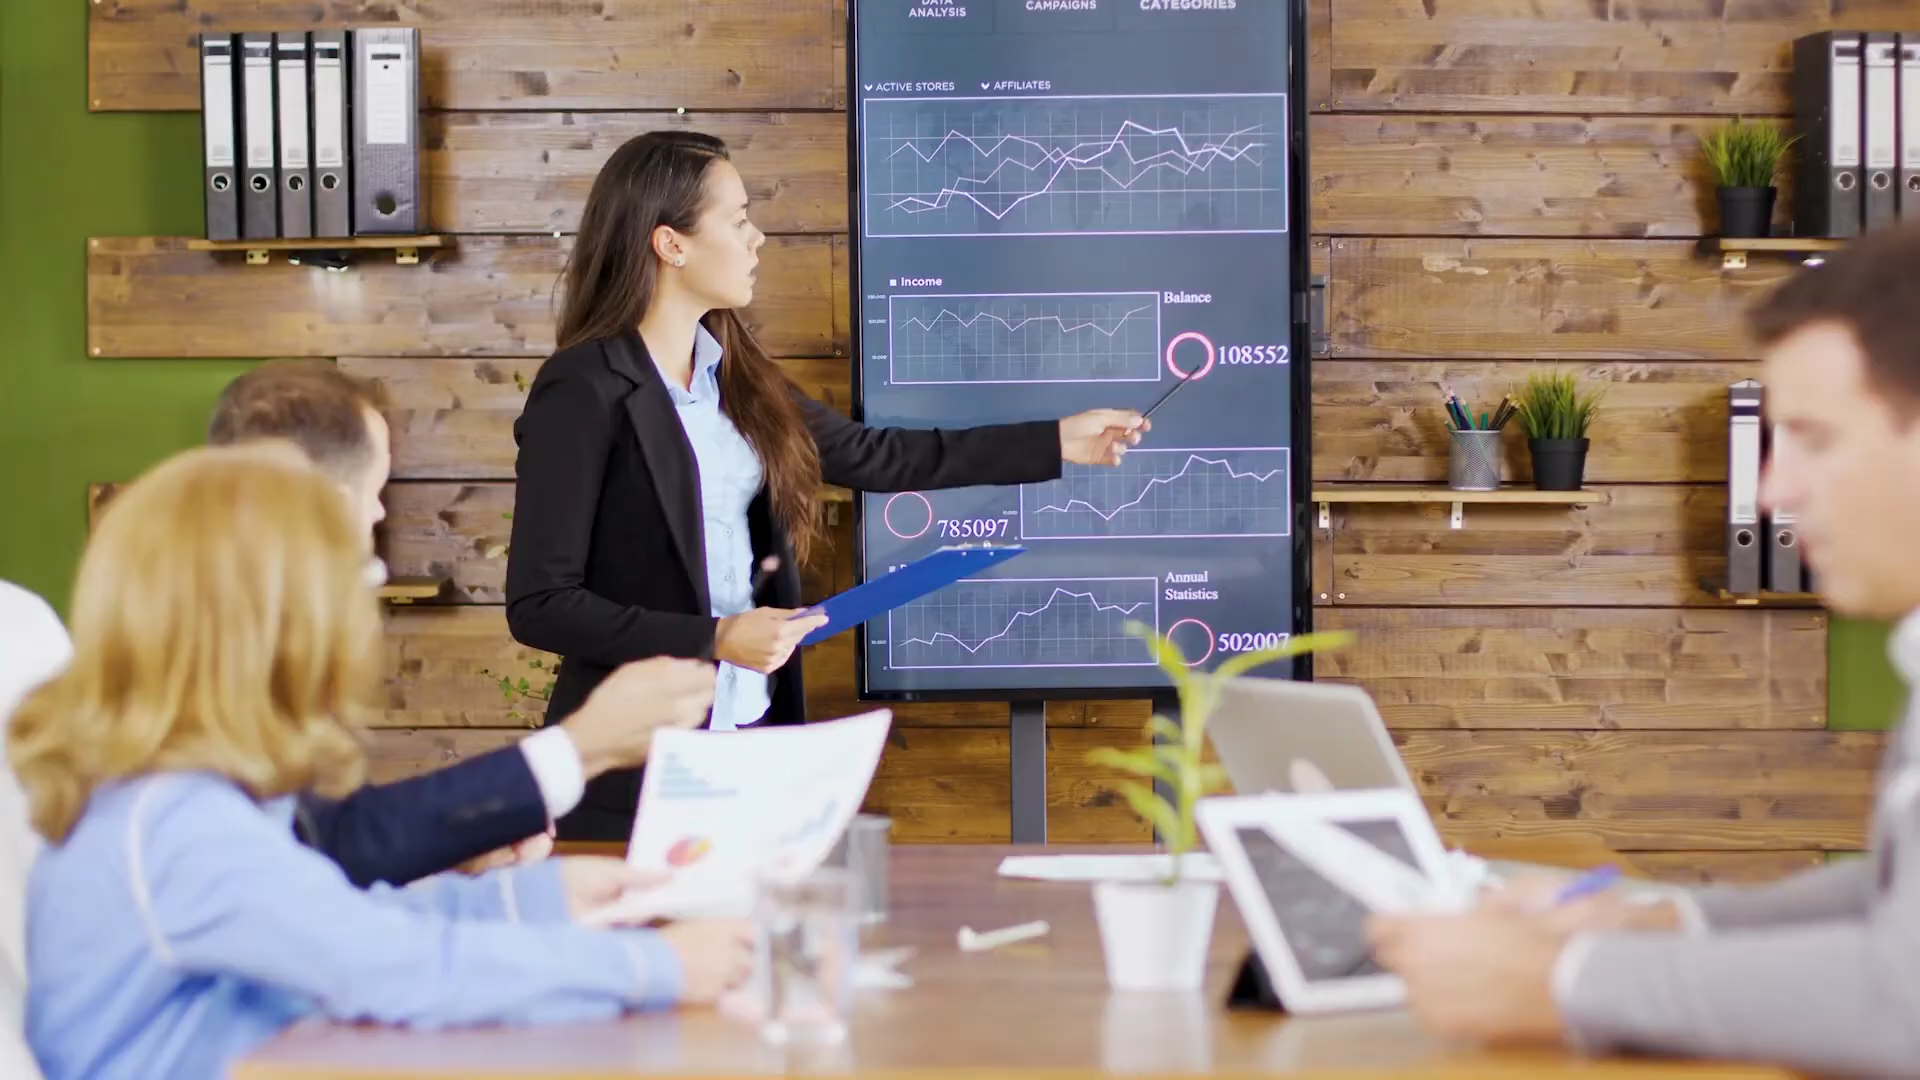 DATA
ANALYSIS
CAMPAIGNS
CATEGORIES
ACTIVE STORES
AFFILIATES
Income
Balance
108552
785097
Annual
Statistics
502007